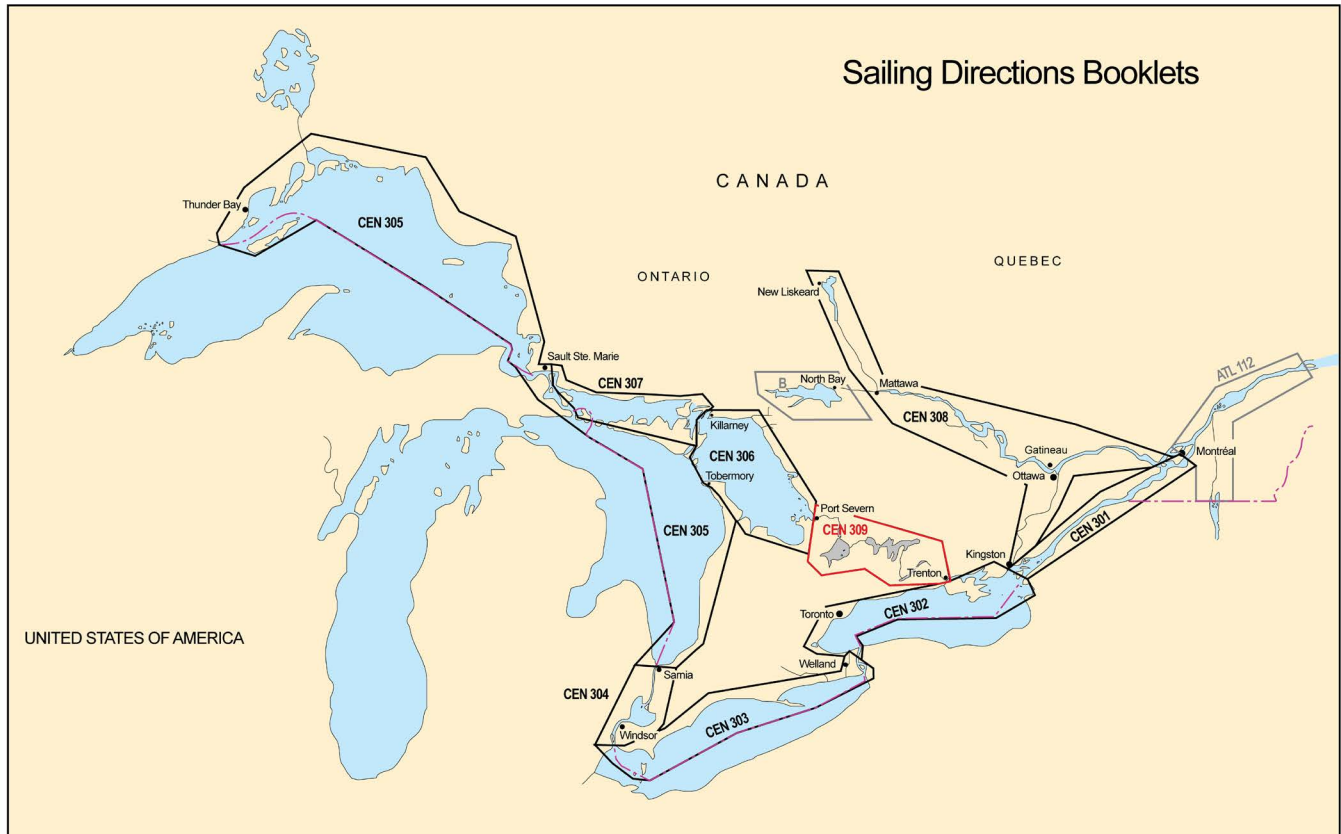 Sailing Directions Booklets
CANADA
Thunder Bay
CEN 305
QUEBEC
ONTARIO
New Liskeard
Sault Ste. Marie
ATL 112
CEN 307
B
North Bay
Mattawa
CEN 308
Killarney
CEN 306
Gatineau
Montréal
Tobermory
Ottawa
Port Severn
CEN 309
CEN 301
CEN 305
Kingston
Trenton
Toronto
CEN 302
UNITED STATES OF AMERICA
Welland
Sarnia
CEN 304
CEN 303
Windsor